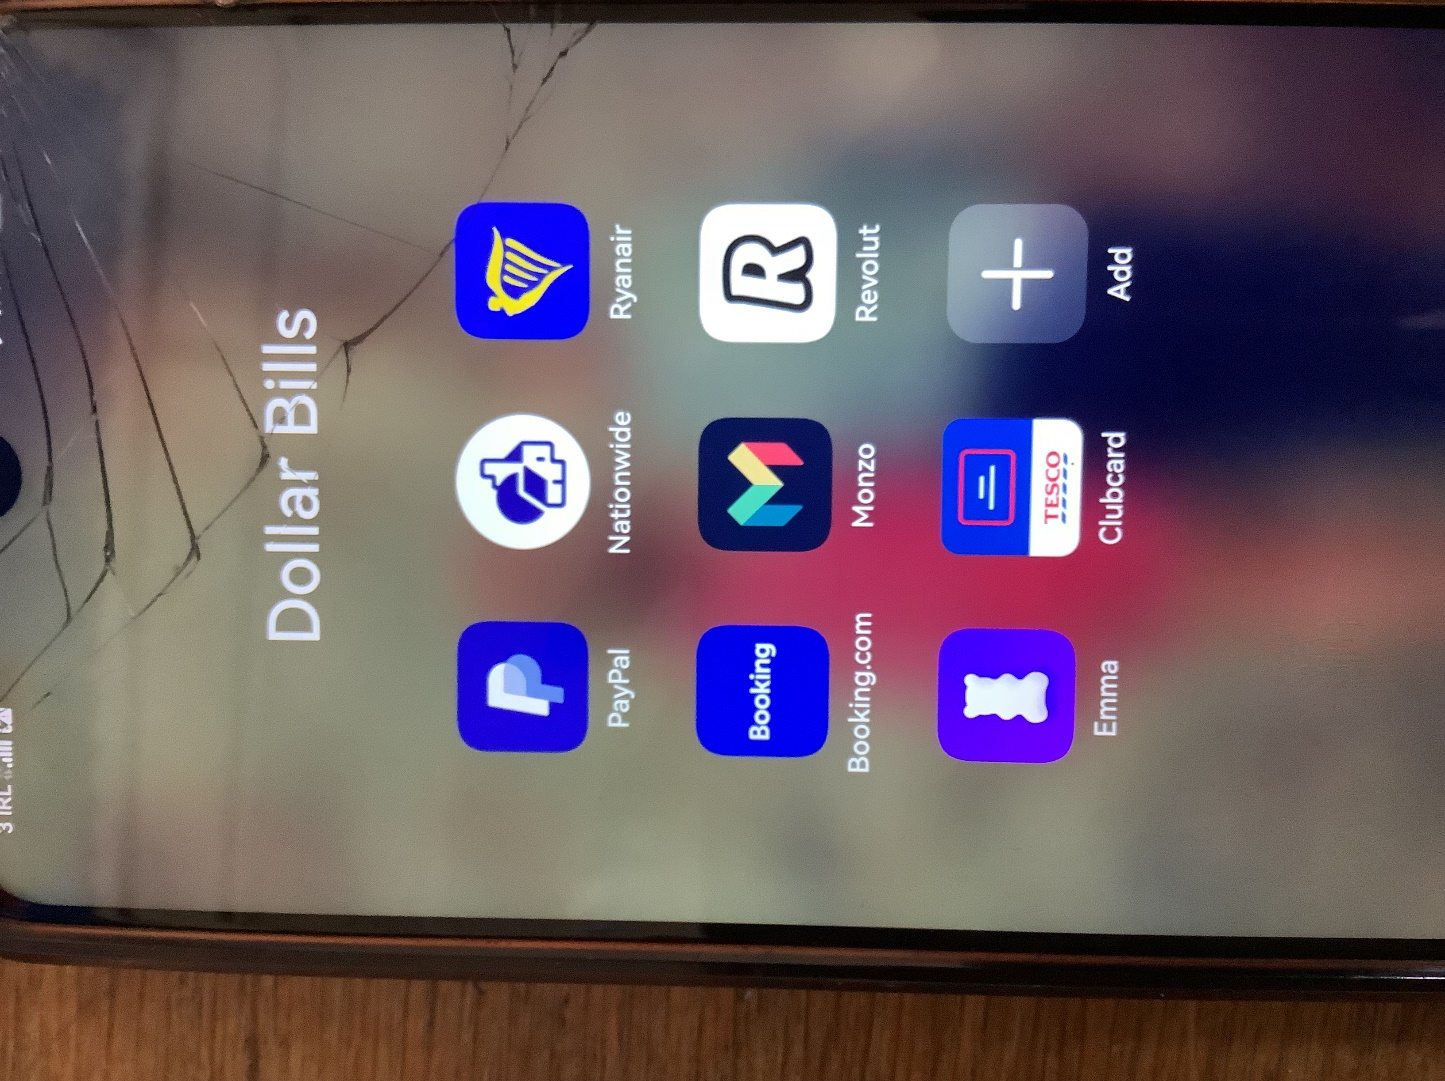 3 IRL
Dollar Bills
PayPal
Nationwide
Ryanair
Booking
Booking.com
Monzo
R
Revolut
TESCO
Emma
Clubcard
Add